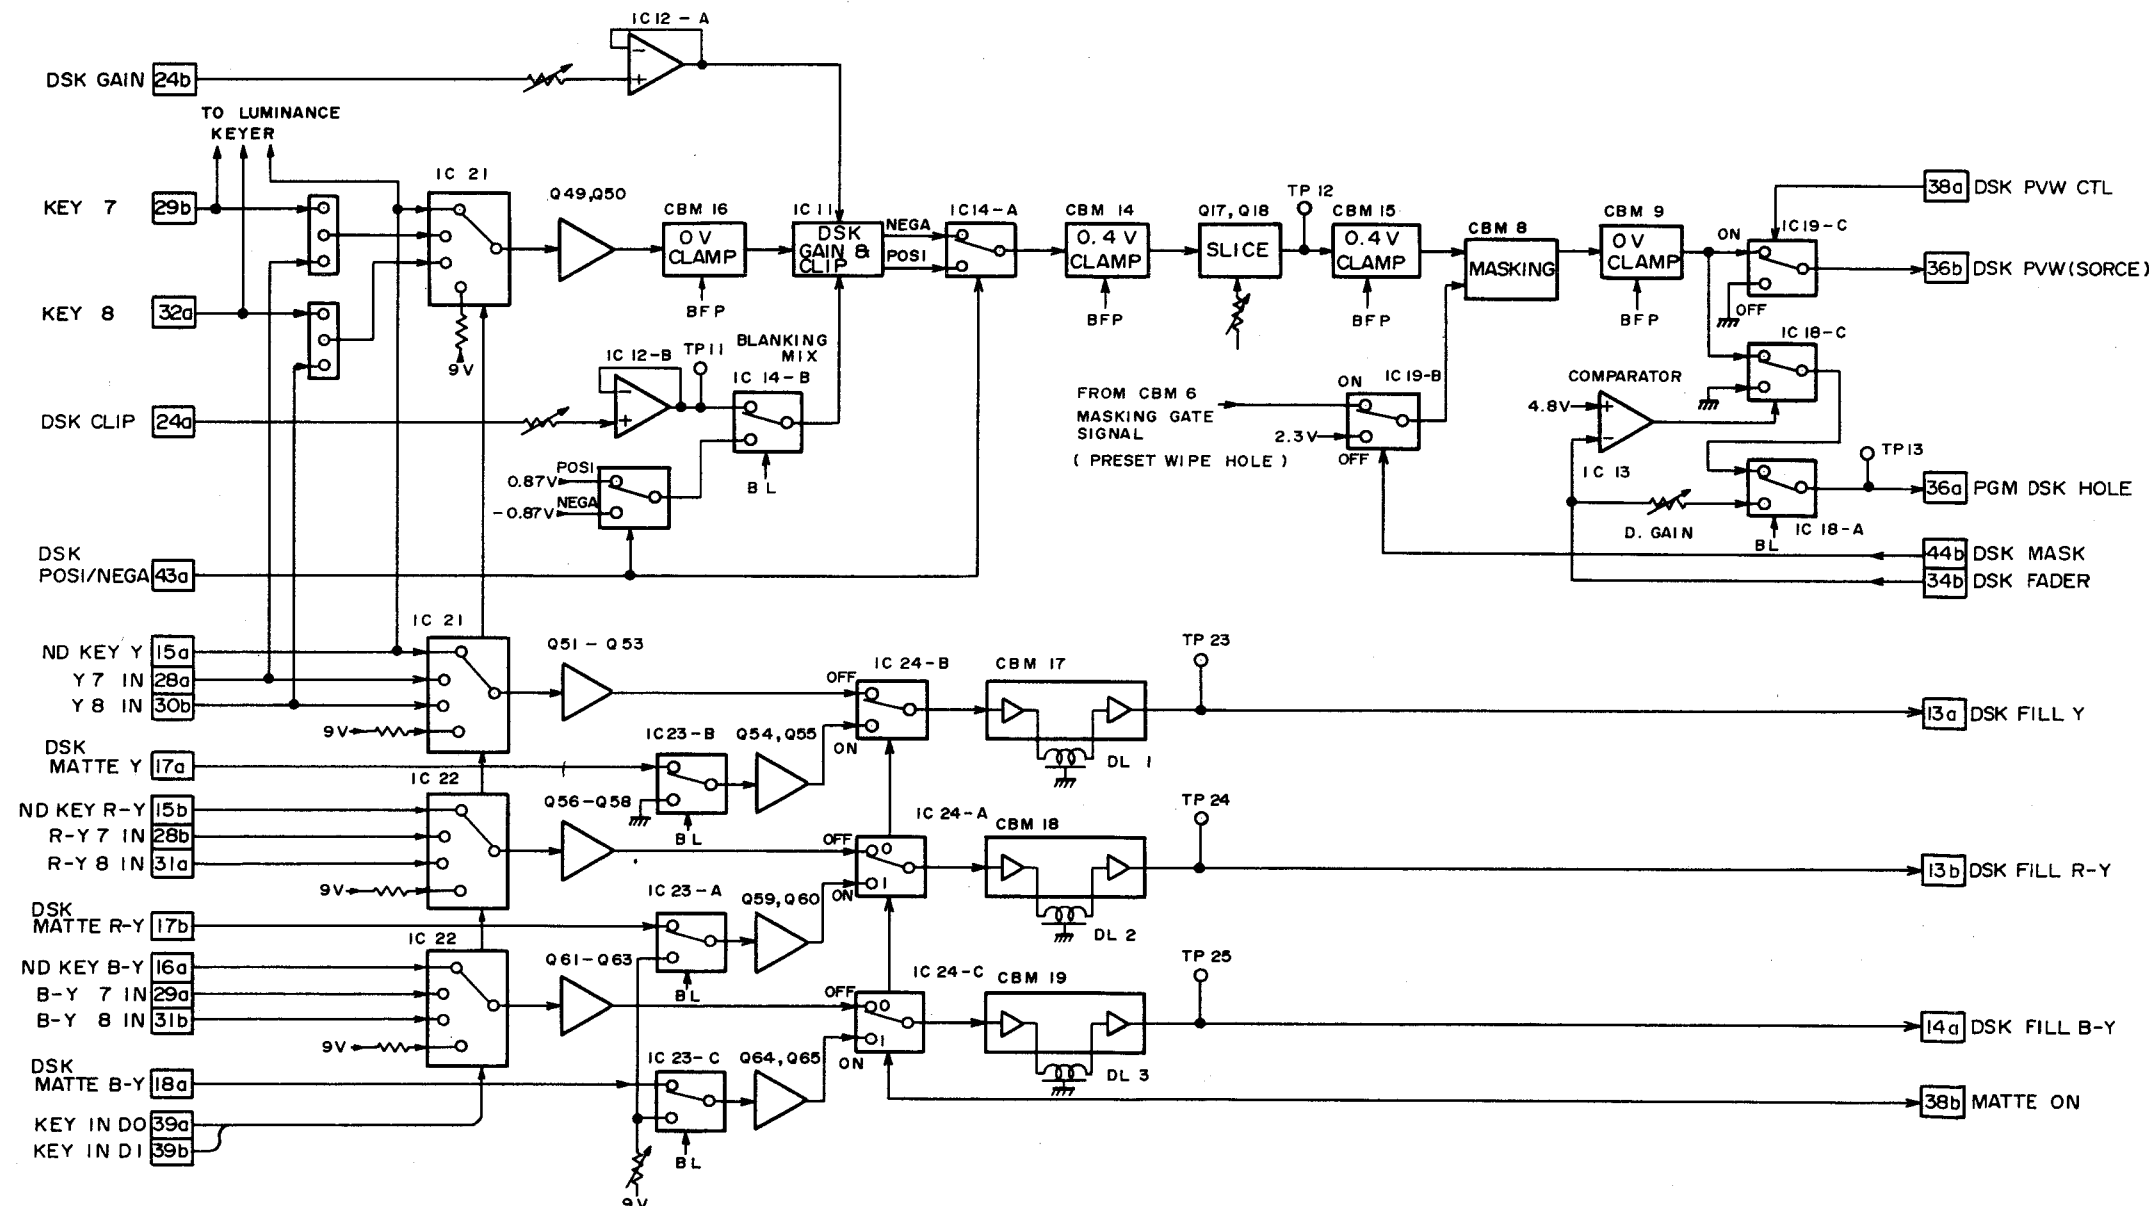 IC12-A
DSK GAIN 24b
TO LUMINANCE
KEYER
IC 21
Q49,Q50
CBM 16
IC11
IC14-A
CBM 14
Q17, Q18
TP 12
CBM 15
CBM 8
CBM 9
38a DSK PVW CTL
KEY 7 29b
0V
CLAMP
DSK
GAIN &
CLIP
NEGA
POSI
0.4 V
CLAMP
SLICE
0.4V
CLAMP
MASKING
0V
CLAMP
ON
IC19-C
36b DSK PVW(SORCE)
OFF
BFP
BFP
BFP
BFP
KEY 8 32a
9V
IC 12-B
TP11
BLANKING
MIX
IC 14-B
IC 18-C
COMPARATOR
4.8V
IC 13
FROM CBM 6
MASKING GATE
SIGNAL
(PRESET WIPE HOLE)
ON
IC19-B
2.3V
OFF
DSK CLIP 24a
POSI
0.87V
NEGA
-0.87V
BL
TP13
36a PGM DSK HOLE
D. GAIN
IC 18-A
BL
44b DSK MASK
34b DSK FADER
DSK
POSI/NEGA 43a
IC 21
Q51 - Q53
IC 24-B
CBM 17
TP 23
ND KEY Y 15a
Y 7 IN 28a
Y 8 IN 30b
9V
OFF
ON
DL 1
13a DSK FILL Y
DSK
MATTE Y 17a
IC23-B
Q54, Q55
BL
IC 22
Q56-Q58
IC 24-A
CBM 18
TP 24
ND KEY R-Y 15b
R-Y 7 IN 28b
R-Y 8 IN 31a
9V
OFF
0
1
ON
DL 2
13b DSK FILL R-Y
DSK
MATTE R-Y 17b
IC 23-A
Q59, Q60
BL
IC 22
Q61-Q63
IC 24-C
CBM 19
TP 25
ND KEY B-Y 16a
B-Y 7 IN 29a
B-Y 8 IN 31b
9V
OFF
0
1
ON
DL 3
14a DSK FILL B-Y
DSK
MATTE B-Y 18a
IC 23-C
Q64, Q65
BL
9V
38b MATTE ON
KEY IN D0 39a
KEY IN D1 39b